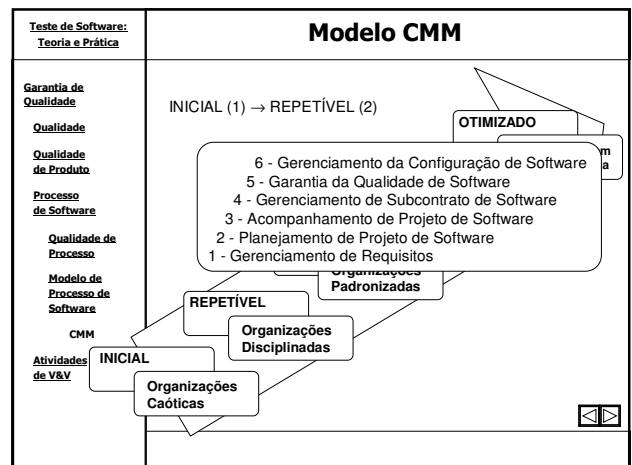 Teste de Software:
Teoria e Prática
Modelo CMM
Garantia de
Qualidade
Qualidade
Qualidade
de Produto
Processo
de Software
Qualidade de
Processo
Modelo de
Processo de
Software
CMM
Atividades
de V&V
INICIAL (1) → REPETÍVEL (2)
OTIMIZADO
6 - Gerenciamento da Configuração de Software
5 - Garantia da Qualidade de Software
4 - Gerenciamento de Subcontrato de Software
3 - Acompanhamento de Projeto de Software
2 - Planejamento de Projeto de Software
1 - Gerenciamento de Requisitos
Organizações
Padronizadas
REPETÍVEL
Organizações
Disciplinadas
INICIAL
Organizações
Caóticas